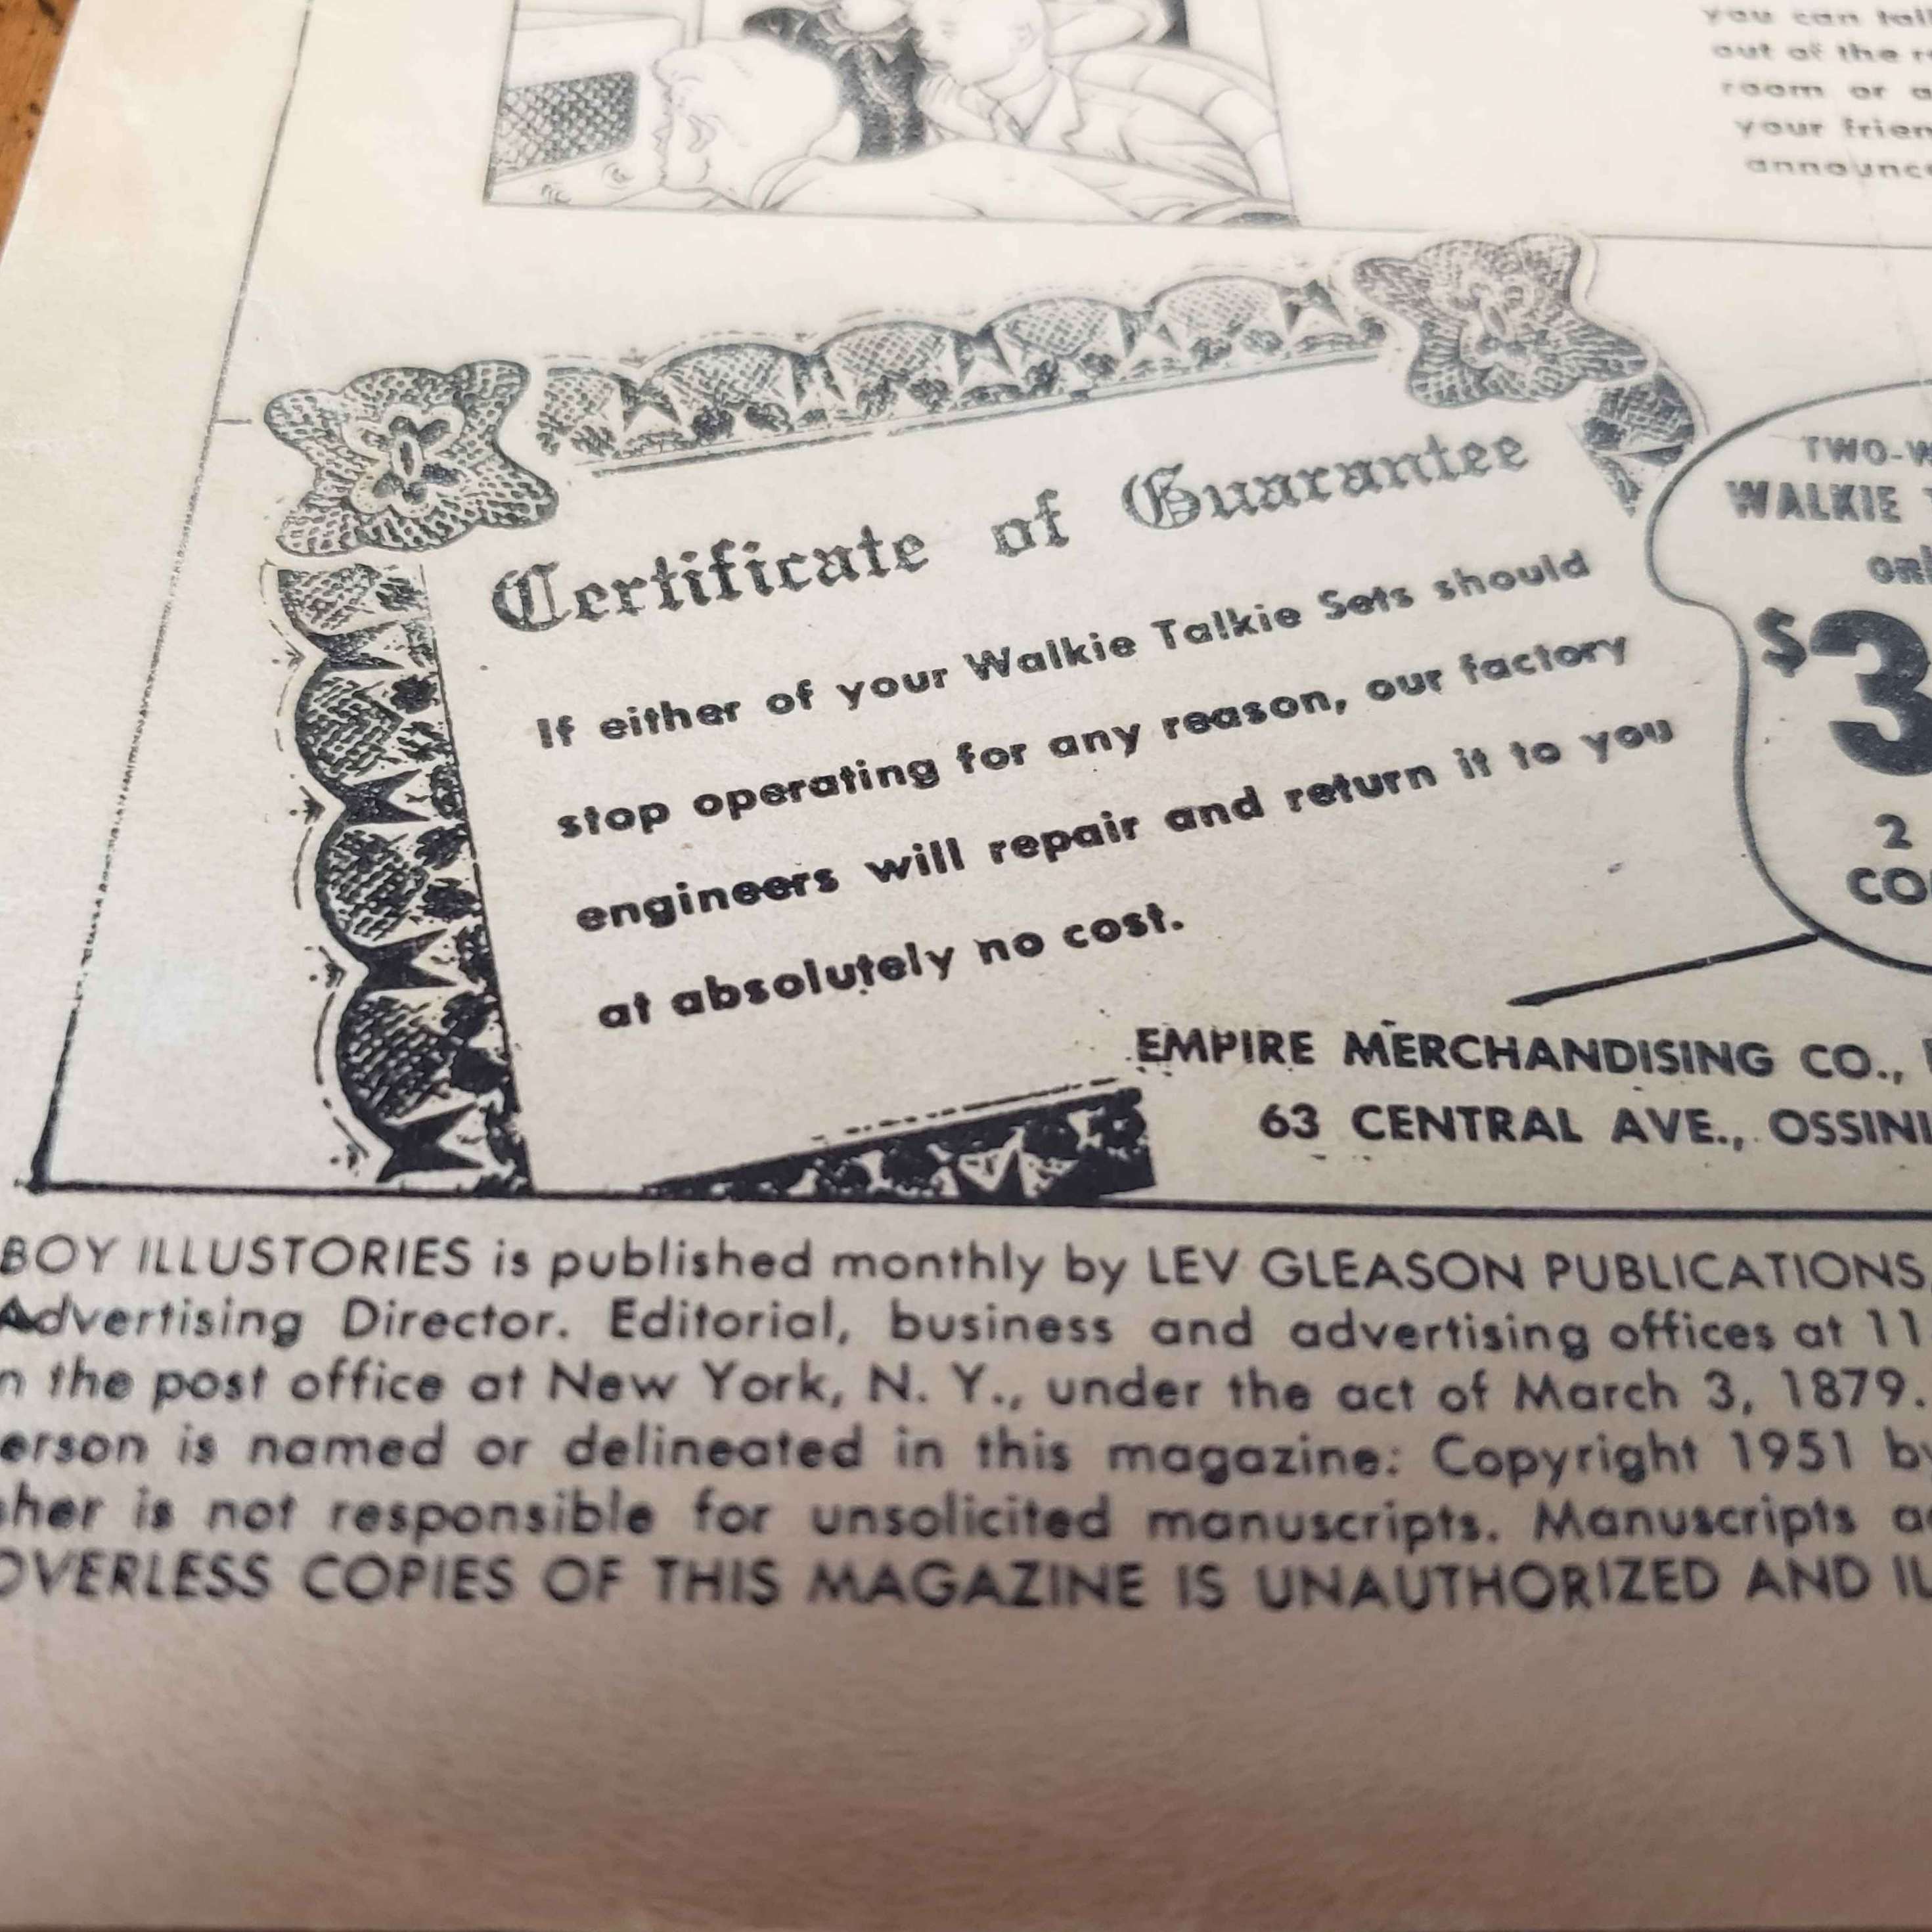 you can
out of the
room or
your
TWO-
WALKIE
$3
2
Certificate of Guarantee
If either of your Walkie Talkie Sets should
stop operating for any reason, our factory
engineers will repair and return it to you
at absolutely no cost.
EMPIRE MERCHANDISING CO.,
63 CENTRAL AVE., OSSINI
BOY ILLUSTORIES is published monthly by LEV GLEASON PUBLICATIONS
Advertising Director. Editorial, business and advertising offices at 11
n the post office at New York, N. Y., under the act of March 3, 1879.
erson is named or delineated in this magazine: Copyright 1951 by
sher is not responsible for unsolicited manuscripts. Manuscripts
OVERLESS COPIES OF THIS MAGAZINE IS UNAUTHORIZED AND IL